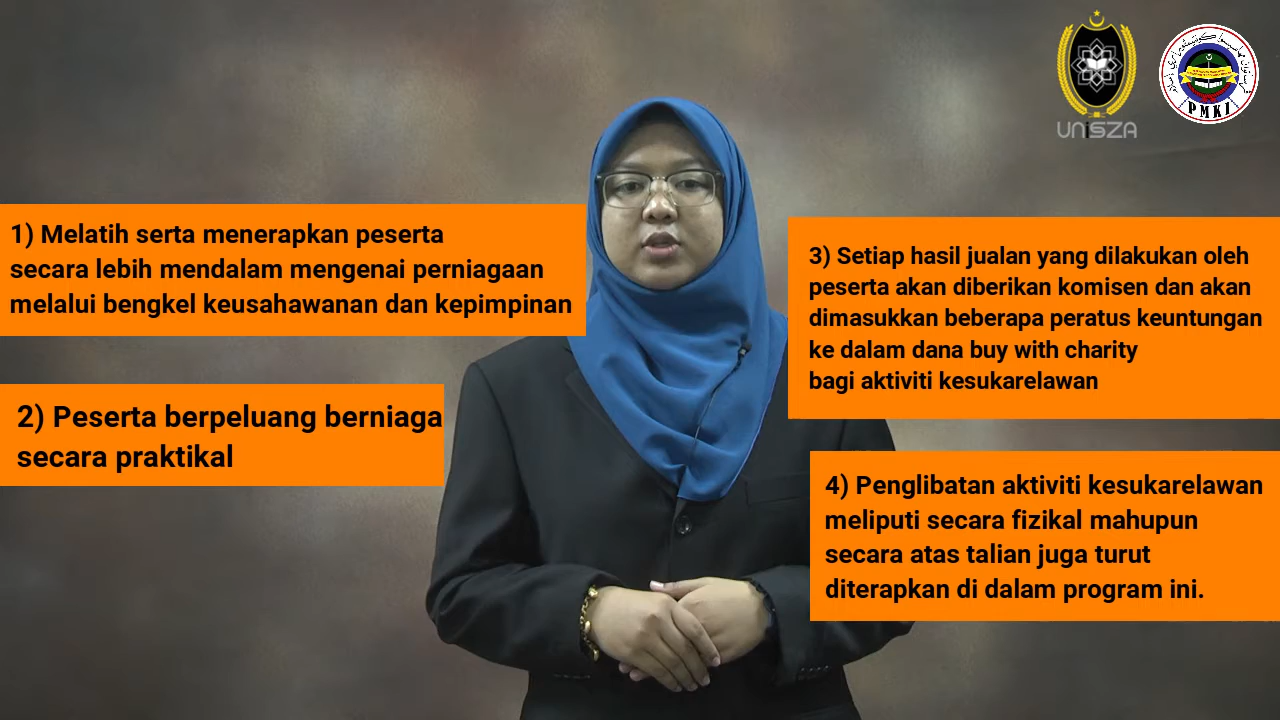 UNiSZA
PMKI
1) Melatih serta menerapkan peserta
secara lebih mendalam mengenai perniagaan
melalui bengkel keusahawanan dan kepimpinan
2) Peserta berpeluang berniaga
secara praktikal
3) Setiap hasil jualan yang dilakukan oleh
peserta akan diberikan komisen dan akan
dimasukkan beberapa peratus keuntungan
ke dalam dana buy with charity
bagi aktiviti kesukarelawan
4) Penglibatan aktiviti kesukarelawan
meliputi secara fizikal mahupun
secara atas talian juga turut
diterapkan di dalam program ini.